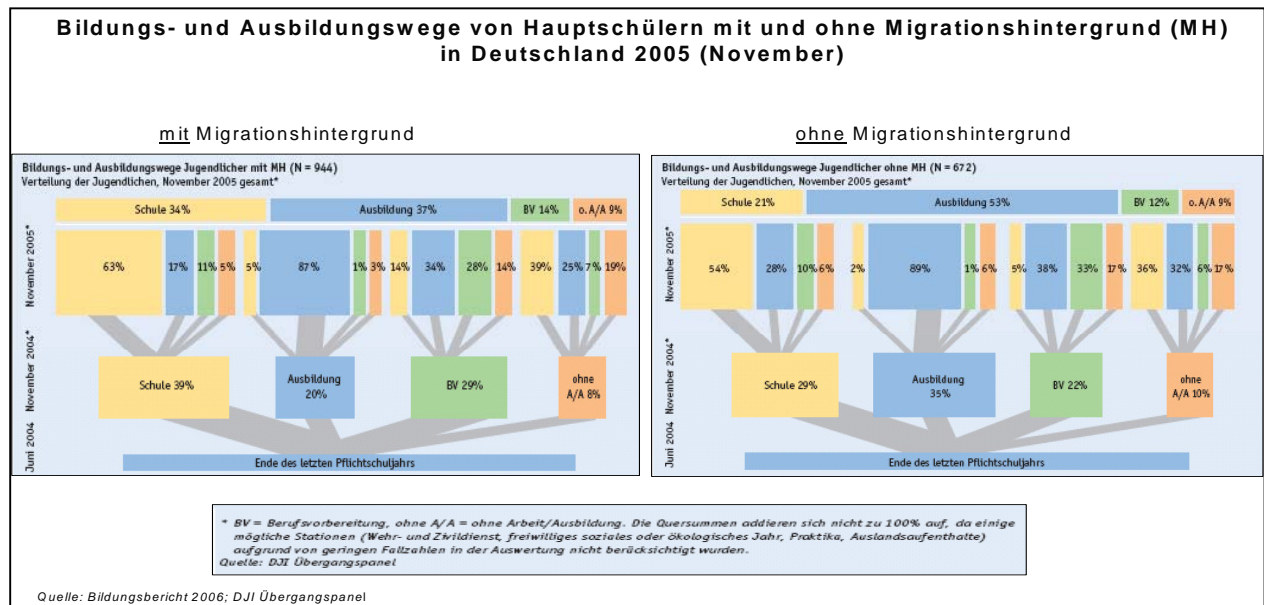 Bildungs- und Ausbildungswege von Hauptschülern mit und ohne Migrationshintergrund (MH)
in Deutschland 2005 (November)
mit Migrationshintergrund
Bildungs- und Ausbildungswege Jugendlicher mit MH (N = 944)
Verteilung der Jugendlichen, November 2005 gesamt*
Schule 34% Ausbildung 37% BV 14% o. A/A 9%
November 2005*
63% 17% 11% 5% 5% 87% 1% 3% 14% 34% 28% 14% 39% 25% 7% 19%
November 2004*
Schule 39% Ausbildung 20% BV 29% ohne A/A 8%
Juni 2004
Ende des letzten Pflichtschuljahrs
ohne Migrationshintergrund
Bildungs- und Ausbildungswege Jugendlicher ohne MH (N = 672)
Verteilung der Jugendlichen, November 2005 gesamt*
Schule 21% Ausbildung 53% BV 12% o. A/A 9%
November 2005*
54% 28% 10% 6% 2% 89% 1% 6% 5% 38% 33% 17% 36% 32% 6% 17%
November 2004*
Schule 29% Ausbildung 35% BV 22% ohne A/A 10%
Juni 2004
Ende des letzten Pflichtschuljahrs
* BV = Berufsvorbereitung, ohne A/A = ohne Arbeit/Ausbildung. Die Quersummen addieren sich nicht zu 100% auf, da einige
mögliche Stationen (Wehr- und Zivildienst, freiwilliges soziales oder ökologisches Jahr, Praktika, Auslandsaufenthalte)
aufgrund von geringen Fallzahlen in der Auswertung nicht berücksichtigt wurden.
Quelle: DJI Übergangspanel
Quelle: Bildungsbericht 2006; DJI Übergangspanel